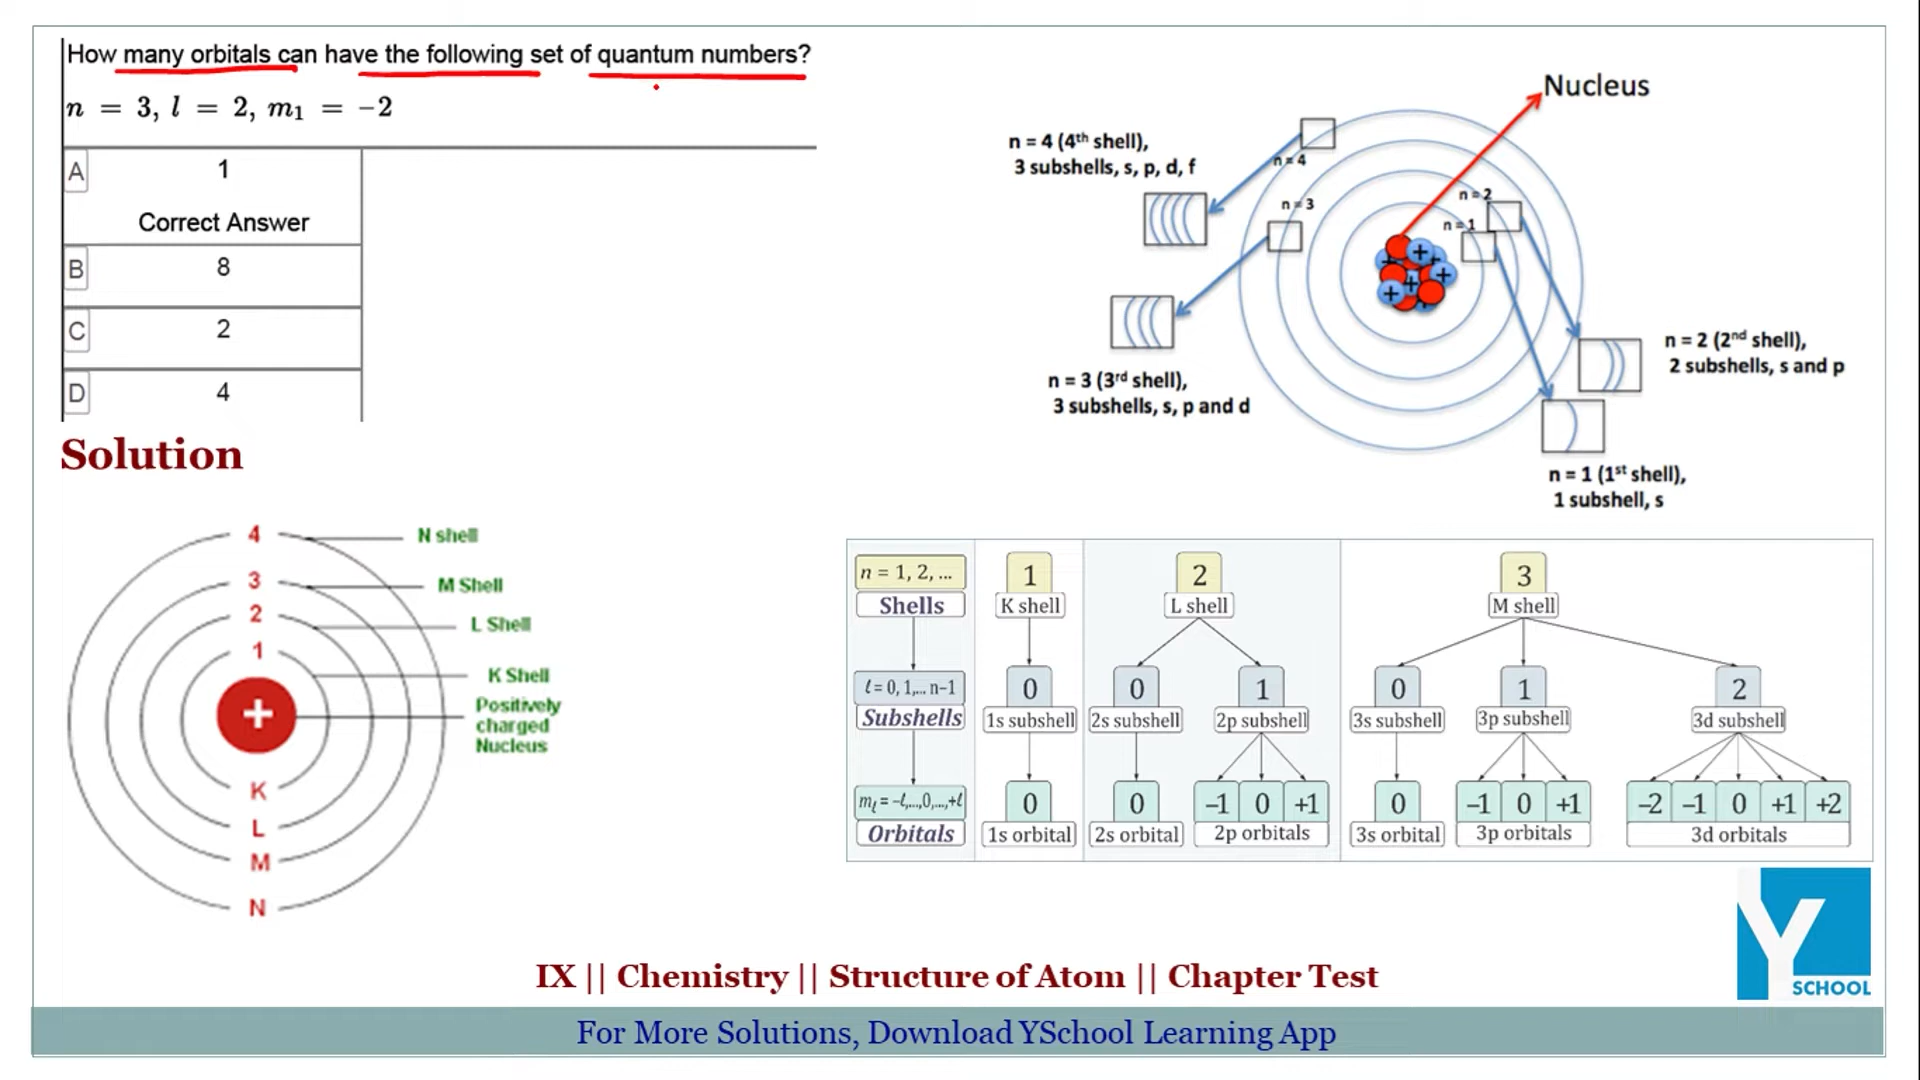 How many orbitals can have the following set of quantum numbers?
n = 3, l = 2, m₁ = −2
A 1
Correct Answer
B 8
C 2
D 4
Solution
4 N shell
3 M Shell
2 L Shell
1 K Shell
+ Positively
charged
Nucleus
K
L
M
N
Nucleus
n = 4 (4th shell),
3 subshells, s, p, d, f
n = 4
n = 3
n = 2
n = 1
+ + + + +
n = 3 (3rd shell),
3 subshells, s, p and d
n = 2 (2nd shell),
2 subshells, s and p
n = 1 (1st shell),
1 subshell, s
n = 1, 2, ... 1 2 3
Shells K shell L shell M shell
ℓ = 0, 1,... n−1 0 0 1 0 1 2
Subshells 1s subshell 2s subshell 2p subshell 3s subshell 3p subshell 3d subshell
mℓ = −ℓ,...,0,...,+ℓ 0 0 −1 0 +1 0 −1 0 +1 −2 −1 0 +1 +2
Orbitals 1s orbital 2s orbital 2p orbitals 3s orbital 3p orbitals 3d orbitals
Y
SCHOOL
IX || Chemistry || Structure of Atom || Chapter Test
For More Solutions, Download YSchool Learning App